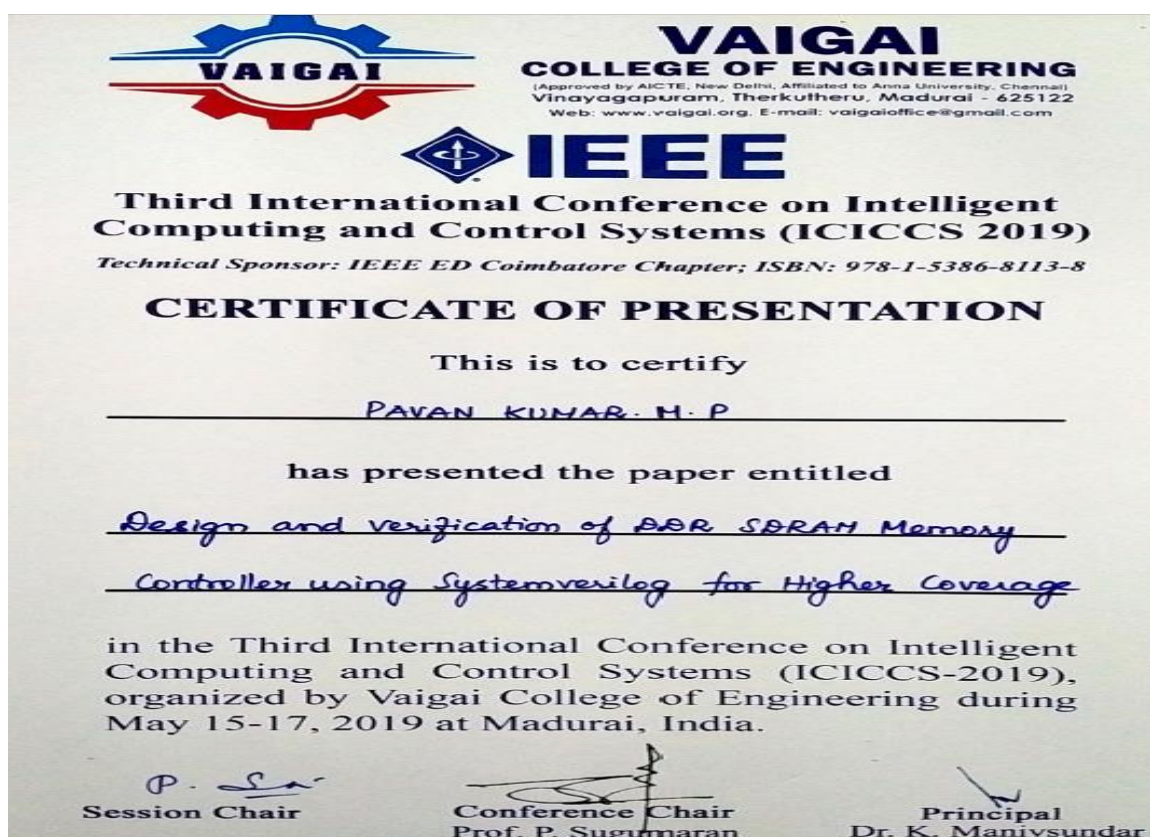 VAIGAI
VAIGAI
COLLEGE OF ENGINEERING
(Approved by AICTE, New Delhi, Affiliated to Anna University, Chennai)
Vinayagapuram, Therkutheru, Madurai - 625122
Web: www.vaigai.org, E-mail: vaigaioffice@gmail.com
IEEE
Third International Conference on Intelligent
Computing and Control Systems (ICICCS 2019)
Technical Sponsor: IEEE ED Coimbatore Chapter; ISBN: 978-1-5386-8113-8
CERTIFICATE OF PRESENTATION
This is to certify
PAVAN KUMAR. M. P
has presented the paper entitled
Design and verification of DDR SDRAM Memory
Controller using Systemverilog for Higher Coverage
in the Third International Conference on Intelligent
Computing and Control Systems (ICICCS-2019),
organized by Vaigai College of Engineering during
May 15-17, 2019 at Madurai, India.
P.
Session Chair Conference Chair Principal
Prof. P. Sugumaran Dr. K. Manivsundar